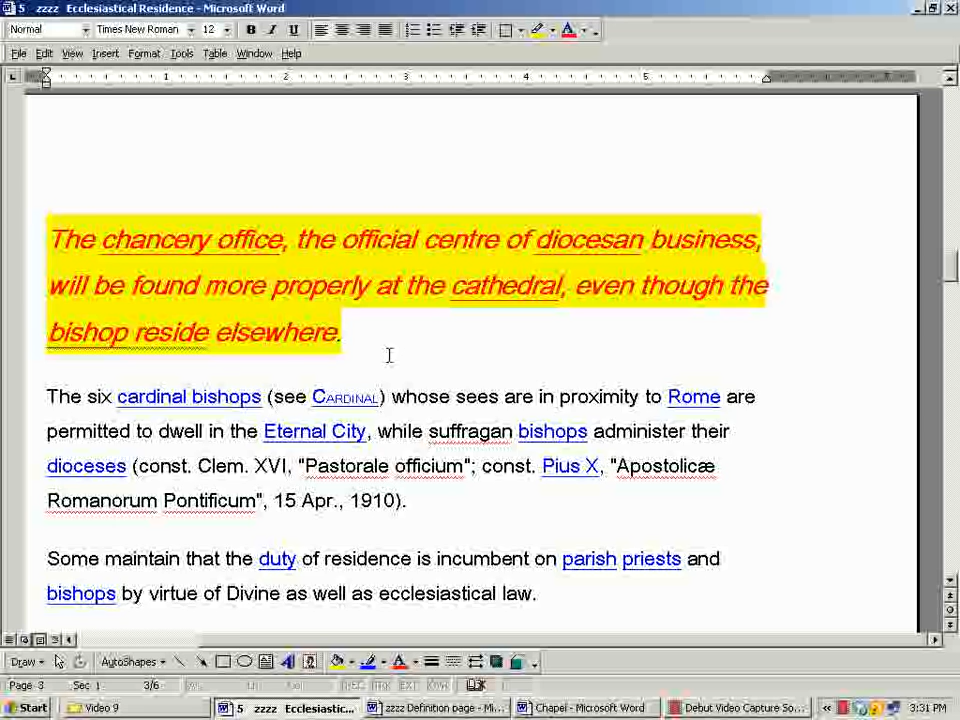 5 zzzz Ecclesiastical Residence - Microsoft Word
Normal Times New Roman 12 B I U A
File Edit View Insert Format Tools Table Window Help
1 2 3 4 5
The chancery office, the official centre of diocesan business,
will be found more properly at the cathedral, even though the
bishop reside elsewhere.
The six cardinal bishops (see CARDINAL) whose sees are in proximity to Rome are
permitted to dwell in the Eternal City, while suffragan bishops administer their
dioceses (const. Clem. XVI, "Pastorale officium"; const. Pius X, "Apostolicæ
Romanorum Pontificum", 15 Apr., 1910).
Some maintain that the duty of residence is incumbent on parish priests and
bishops by virtue of Divine as well as ecclesiastical law.
Draw AutoShapes A A
Page 3 Sec 1 3/6 REC TRK EXT OVR
Start Video 9 5 zzzz Ecclesiastic... zzzz Definition page - Mi... Chapel - Microsoft Word Debut Video Capture So... « 3:31 PM